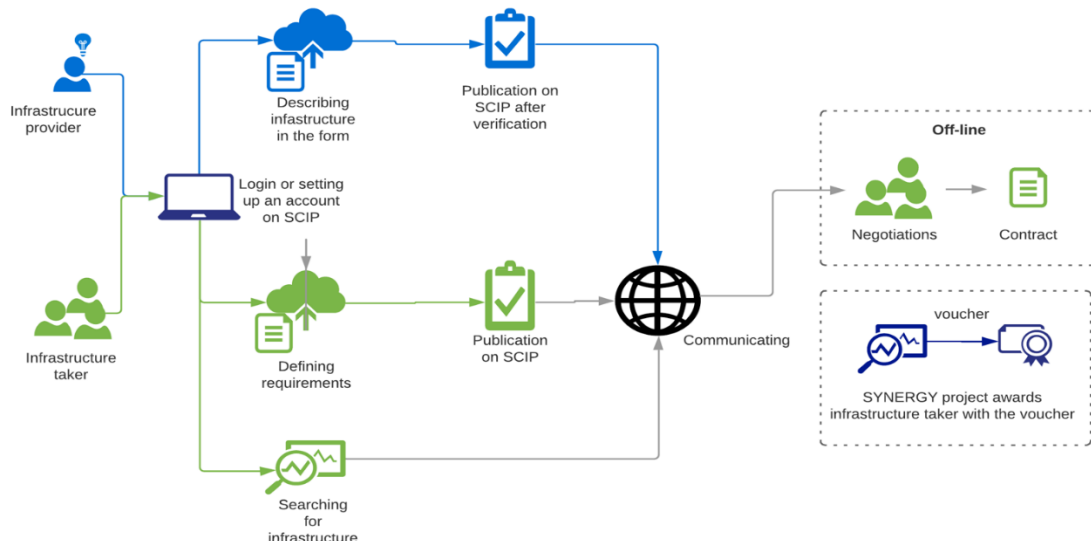 Infrastrucure
provider
Describing
infastructure
in the form
Publication on
SCIP after
verification
Off-line
Login or setting
up an account
on SCIP
Negotiations
Contract
Infrastructure
taker
Defining
requirements
Publication
on SCIP
Communicating
voucher
SYNERGY project awards
infrastructure taker with the voucher
Searching
for
infrastructure